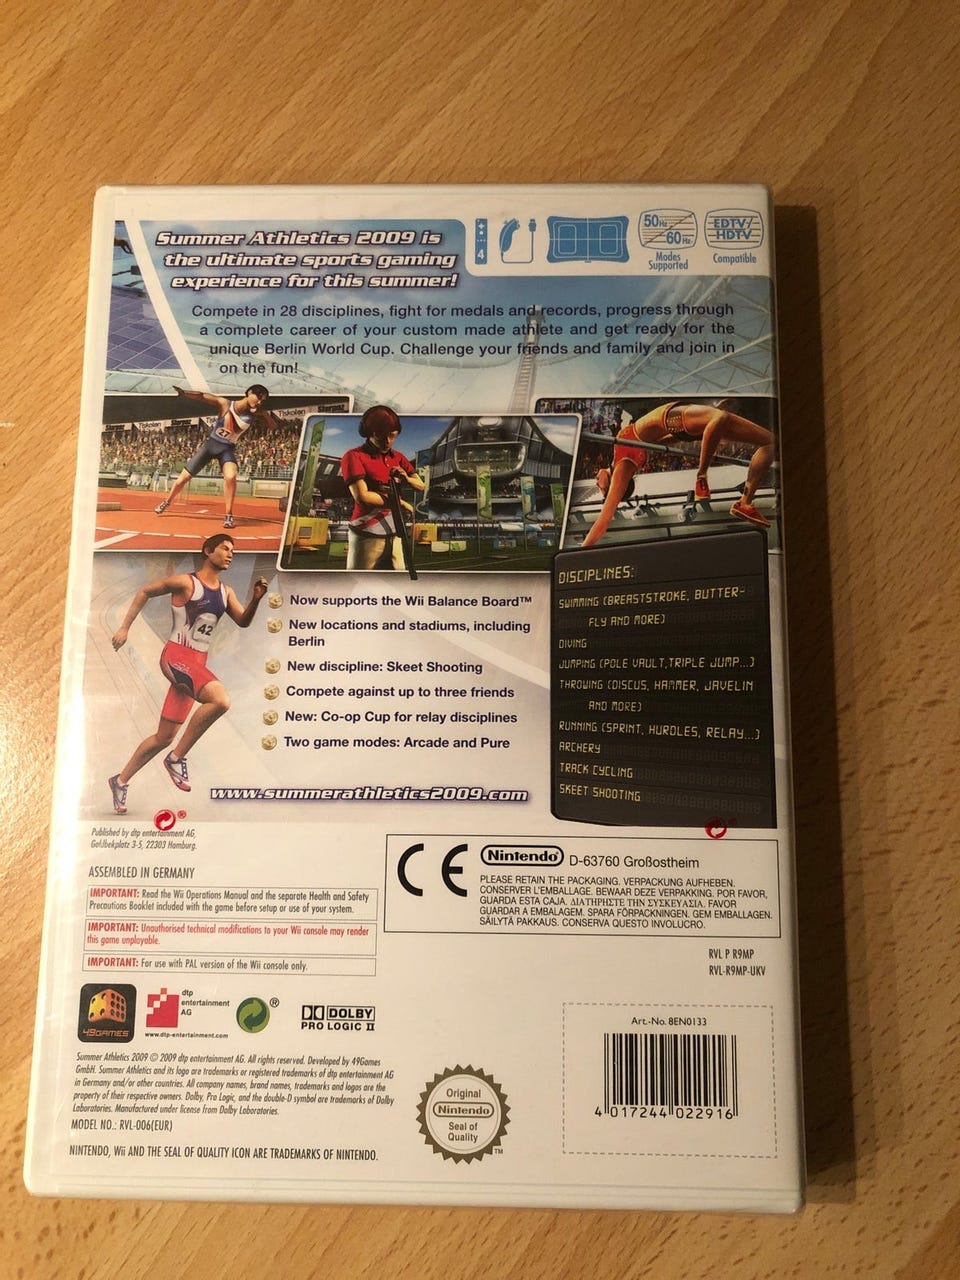 Summer Athletics 2009 is
the ultimate sports gaming
experience for this summer!
4
50Hz
60Hz
Modes
Supported
EDTV/
HDTV
Compatible
Compete in 28 disciplines, fight for medals and records, progress through
a complete career of your custom made athlete and get ready for the
unique Berlin World Cup. Challenge your friends and family and join in
on the fun!
Tiskolen
Tiskolen
27
42
Now supports the Wii Balance Board™
New locations and stadiums, including
Berlin
New discipline: Skeet Shooting
Compete against up to three friends
New: Co-op Cup for relay disciplines
Two game modes: Arcade and Pure
www.summerathletics2009.com
DISCIPLINES:
SWIMMING (BREASTSTROKE, BUTTER-
FLY AND MORE)
DIVING
JUMPING (POLE VAULT,TRIPLE JUMP...)
THROWING (DISCUS, HAMMER, JAVELIN
AND MORE)
RUNNING (SPRINT, HURDLES, RELAY...)
ARCHERY
TRACK CYCLING
SKEET SHOOTING
Published by dtp entertainment AG,
Goldbekplatz 3-5, 22303 Hamburg.
ASSEMBLED IN GERMANY
IMPORTANT: Read the Wii Operations Manual and the separate Health and Safety
Precautions Booklet included with the game before setup or use of your system.
IMPORTANT: Unauthorised technical modifications to your Wii console may render
this game unplayable.
IMPORTANT: For use with PAL version of the Wii console only.
CE
Nintendo® D-63760 Großostheim
PLEASE RETAIN THE PACKAGING. VERPACKUNG AUFHEBEN.
CONSERVER L'EMBALLAGE. BEWAAR DEZE VERPAKKING. POR FAVOR,
GUARDA ESTA CAJA. ΔΙΑΤΗΡΗΣΤΕ ΤΗΝ ΣΥΣΚΕΥΑΣΙΑ. FAVOR
GUARDAR A EMBALAGEM. SPARA FÖRPACKNINGEN. GEM EMBALLAGEN.
SÄILYTÄ PAKKAUS. CONSERVA QUESTO INVOLUCRO.
RVL P R9MP
RVL-R9MP-UKV
49GAMES
dtp
entertainment
AG
www.dtp-entertainment.com
®
DOLBY
PRO LOGIC II
Art.-No. 8EN0133
4 017244 022916
Summer Athletics 2009 © 2009 dtp entertainment AG. All rights reserved. Developed by 49Games
GmbH. Summer Athletics and its logo are trademarks or registered trademarks of dtp entertainment AG
in Germany and/or other countries. All company names, brand names, trademarks and logos are the
property of their respective owners. Dolby, Pro Logic, and the double-D symbol are trademarks of Dolby
Laboratories. Manufactured under license from Dolby Laboratories.
MODEL NO.: RVL-006(EUR)
NINTENDO, Wii AND THE SEAL OF QUALITY ICON ARE TRADEMARKS OF NINTENDO.
Original
Nintendo
Seal of
Quality
TM